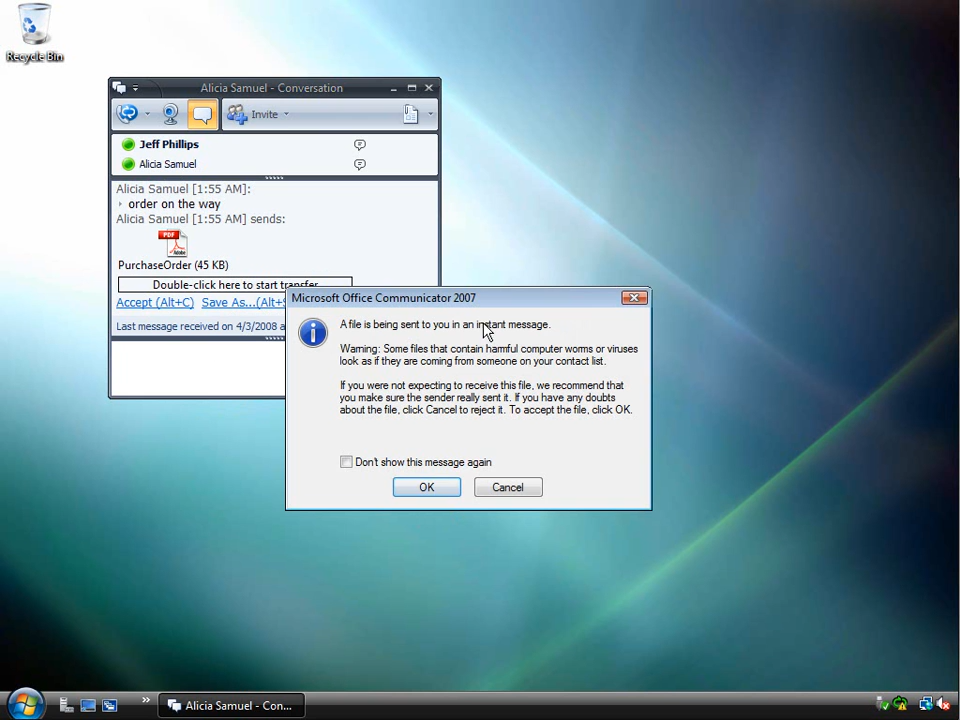 Recycle Bin
Alicia Samuel - Conversation
Invite
Jeff Phillips
Alicia Samuel
Alicia Samuel [1:55 AM]:
order on the way
Alicia Samuel [1:55 AM] sends:
PDF
Adobe
PurchaseOrder (45 KB)
Double-click here to start transfer
Accept (Alt+C) Save As...(Alt+S
Last message received on 4/3/2008 a
Microsoft Office Communicator 2007
A file is being sent to you in an instant message.
Warning: Some files that contain harmful computer worms or viruses
look as if they are coming from someone on your contact list.
If you were not expecting to receive this file, we recommend that
you make sure the sender really sent it. If you have any doubts
about the file, click Cancel to reject it. To accept the file, click OK.
Don't show this message again
OK
Cancel
Alicia Samuel - Con...